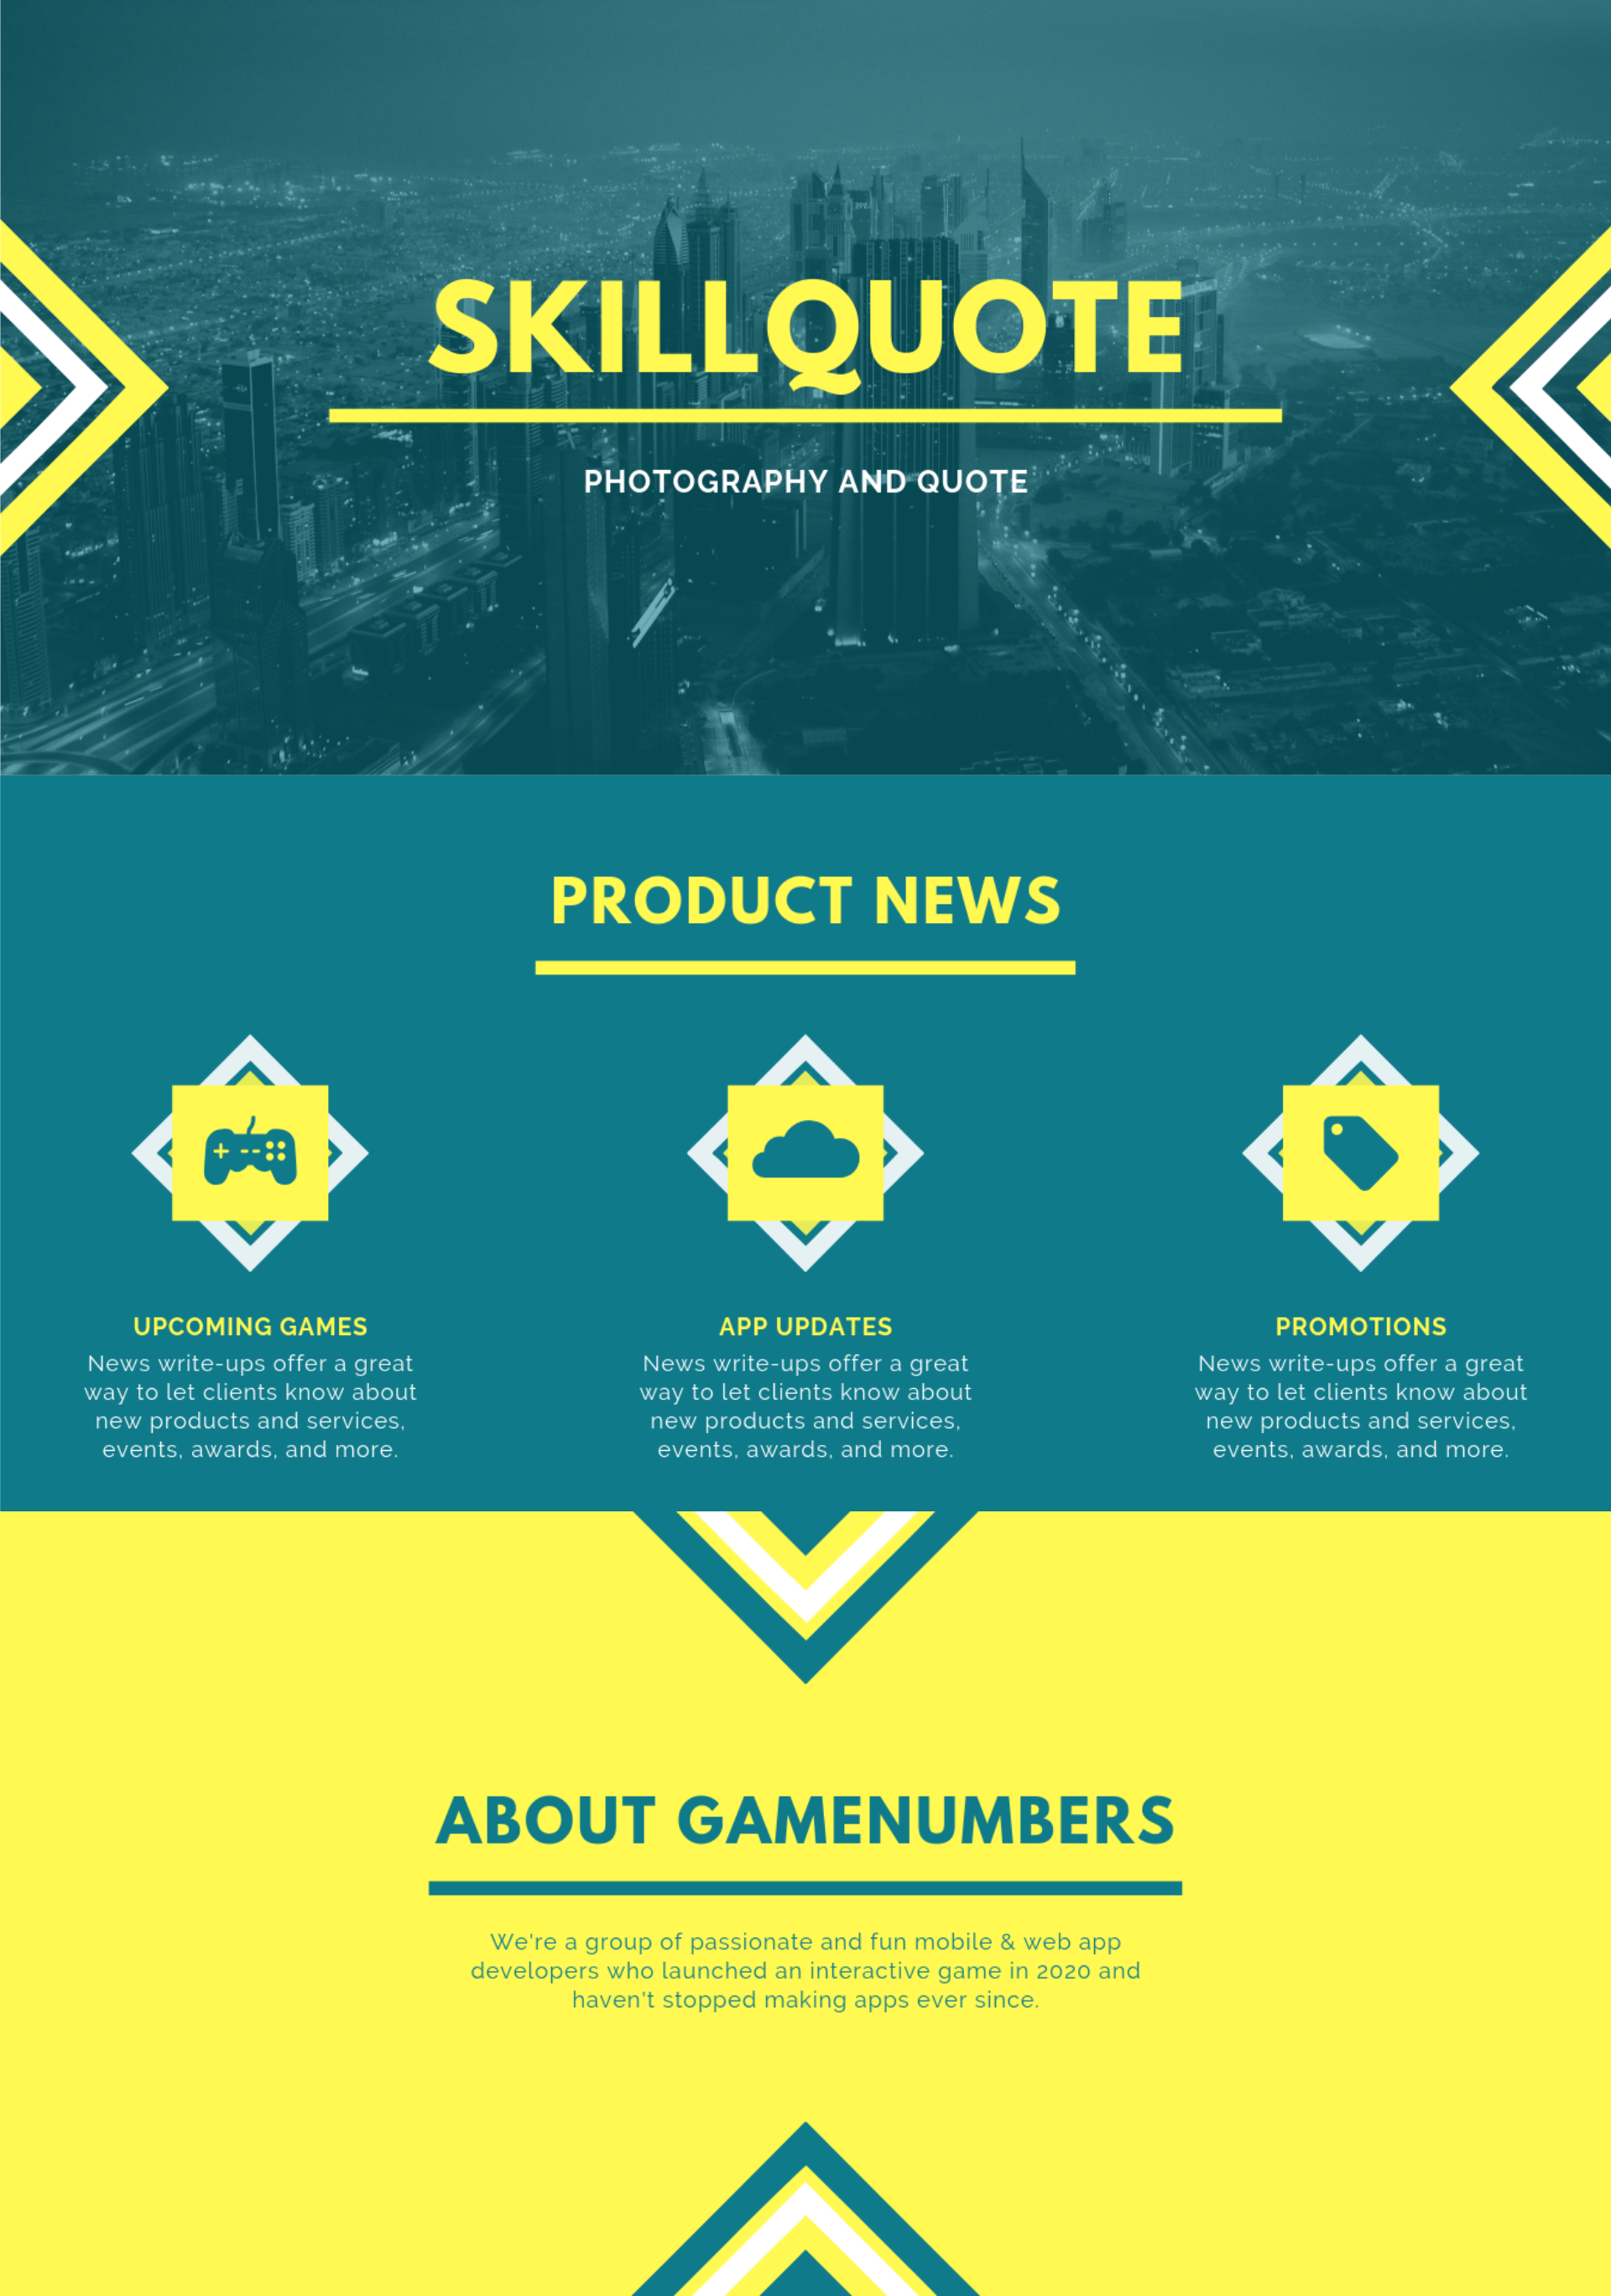 SKILLQUOTE
PHOTOGRAPHY AND QUOTE
PRODUCT NEWS
UPCOMING GAMES
News write-ups offer a great
way to let clients know about
new products and services,
events, awards, and more.
APP UPDATES
News write-ups offer a great
way to let clients know about
new products and services,
events, awards, and more.
PROMOTIONS
News write-ups offer a great
way to let clients know about
new products and services,
events, awards, and more.
ABOUT GAMENUMBERS
We're a group of passionate and fun mobile & web app
developers who launched an interactive game in 2020 and
haven't stopped making apps ever since.